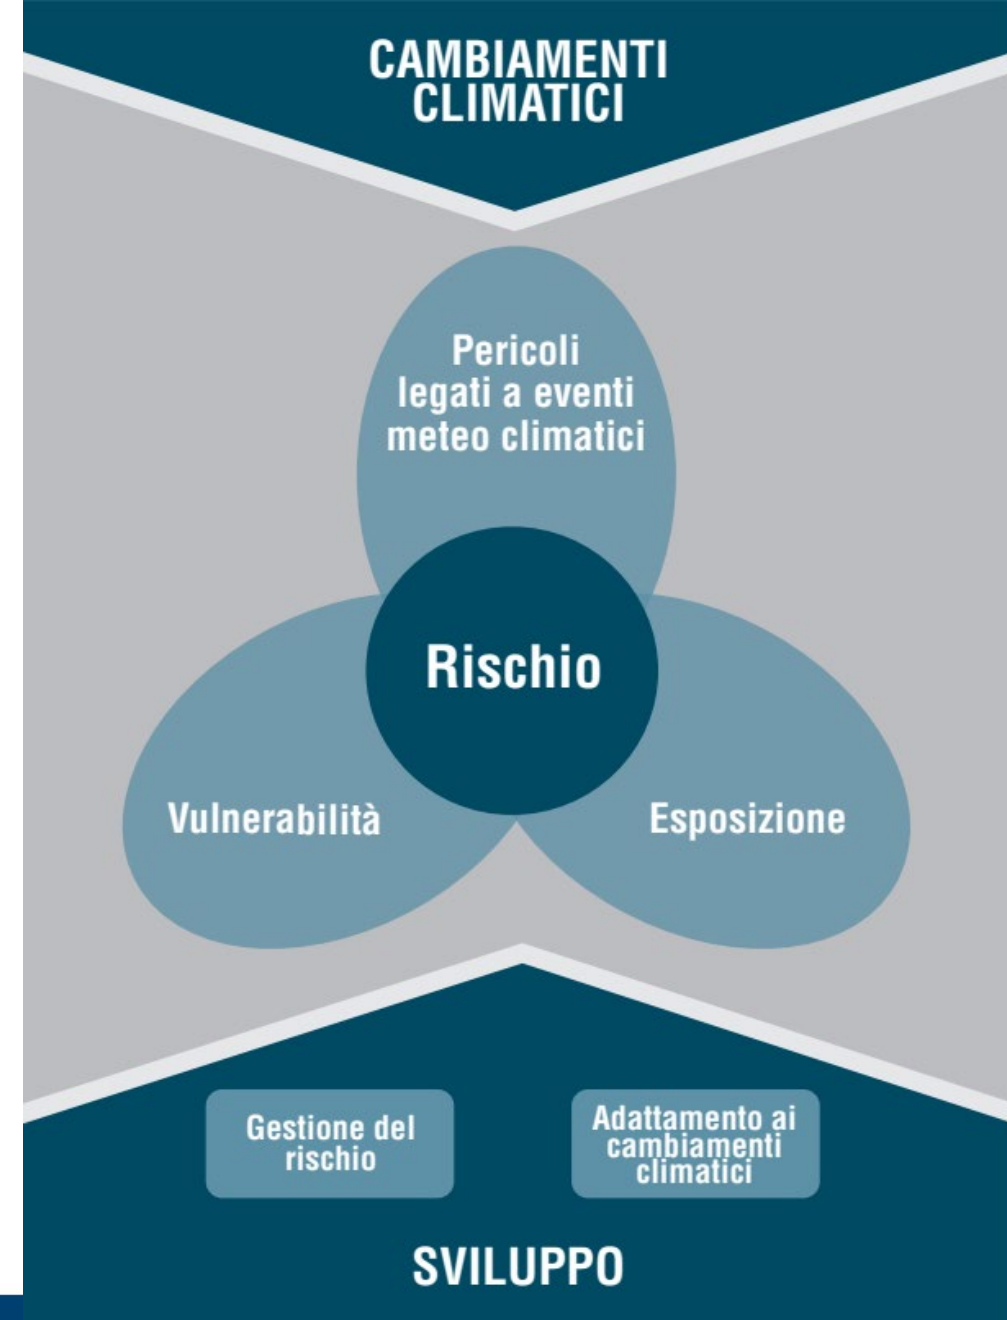 CAMBIAMENTI
CLIMATICI
Pericoli
legati a eventi
meteo climatici
Rischio
Vulnerabilità
Esposizione
Gestione del
rischio
Adattamento ai
cambiamenti
climatici
SVILUPPO